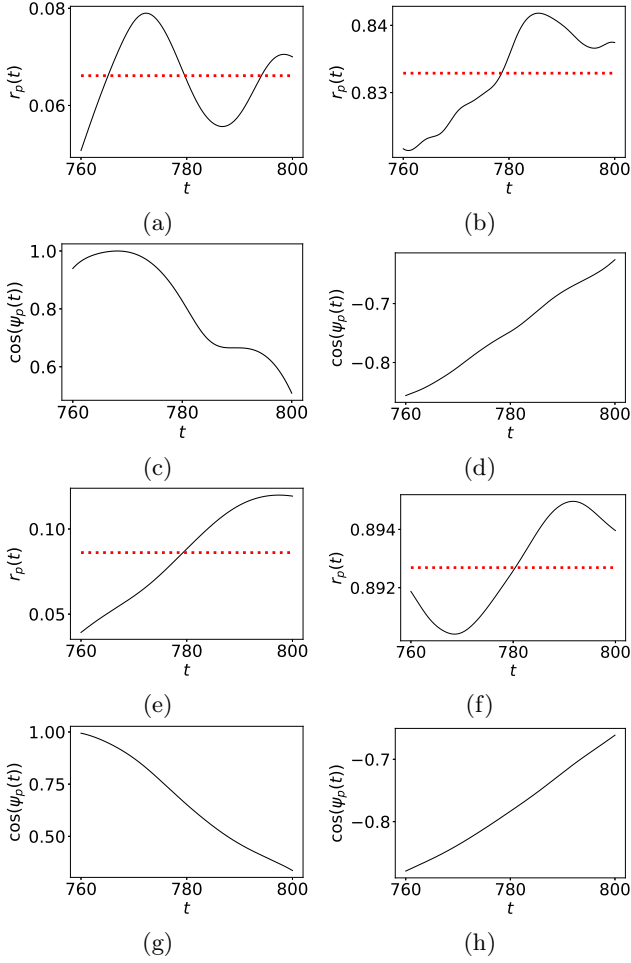 0.08
0.06
r_p(t)
760 780 800
t
(a)
0.84
0.83
r_p(t)
760 780 800
t
(b)
1.0
0.8
0.6
cos(ψ_p(t))
760 780 800
t
(c)
−0.7
−0.8
cos(ψ_p(t))
760 780 800
t
(d)
0.10
0.05
r_p(t)
760 780 800
t
(e)
0.894
0.892
r_p(t)
760 780 800
t
(f)
1.00
0.75
0.50
cos(ψ_p(t))
760 780 800
t
(g)
−0.7
−0.8
cos(ψ_p(t))
760 780 800
t
(h)